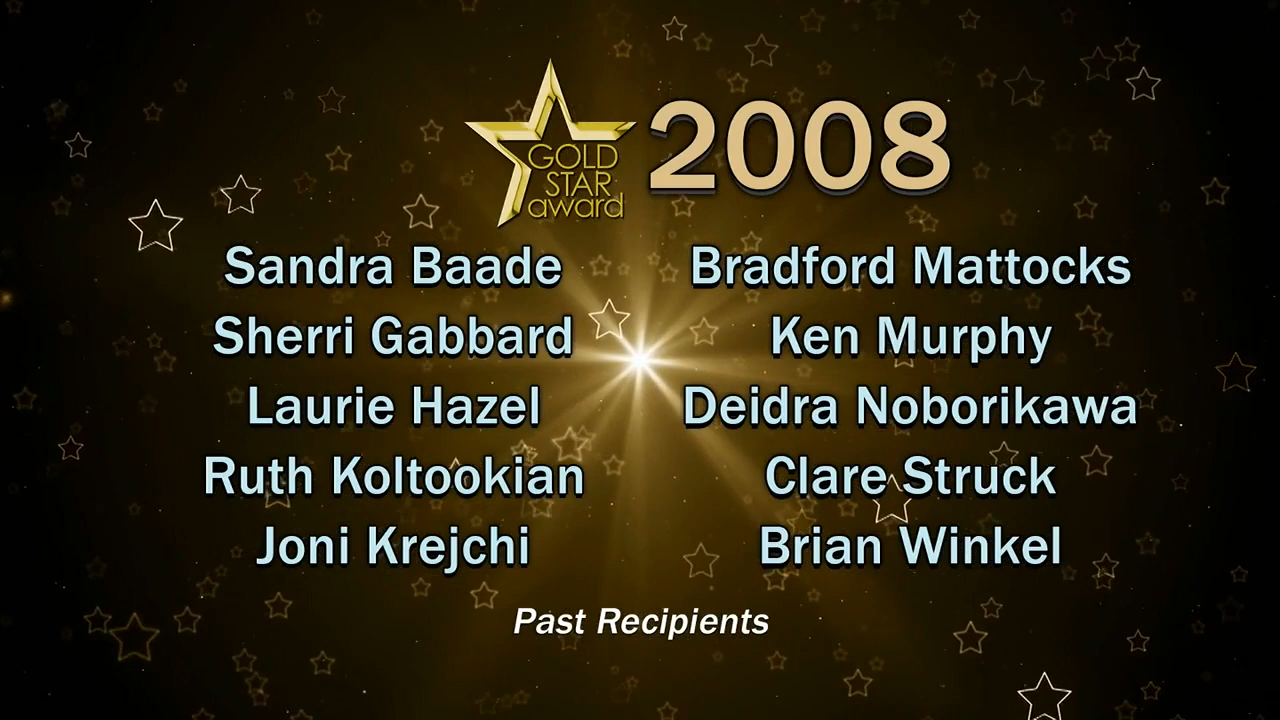 GOLD
STAR
award
2008
Sandra Baade
Sherri Gabbard
Laurie Hazel
Ruth Koltookian
Joni Krejchi
Bradford Mattocks
Ken Murphy
Deidra Noborikawa
Clare Struck
Brian Winkel
Past Recipients